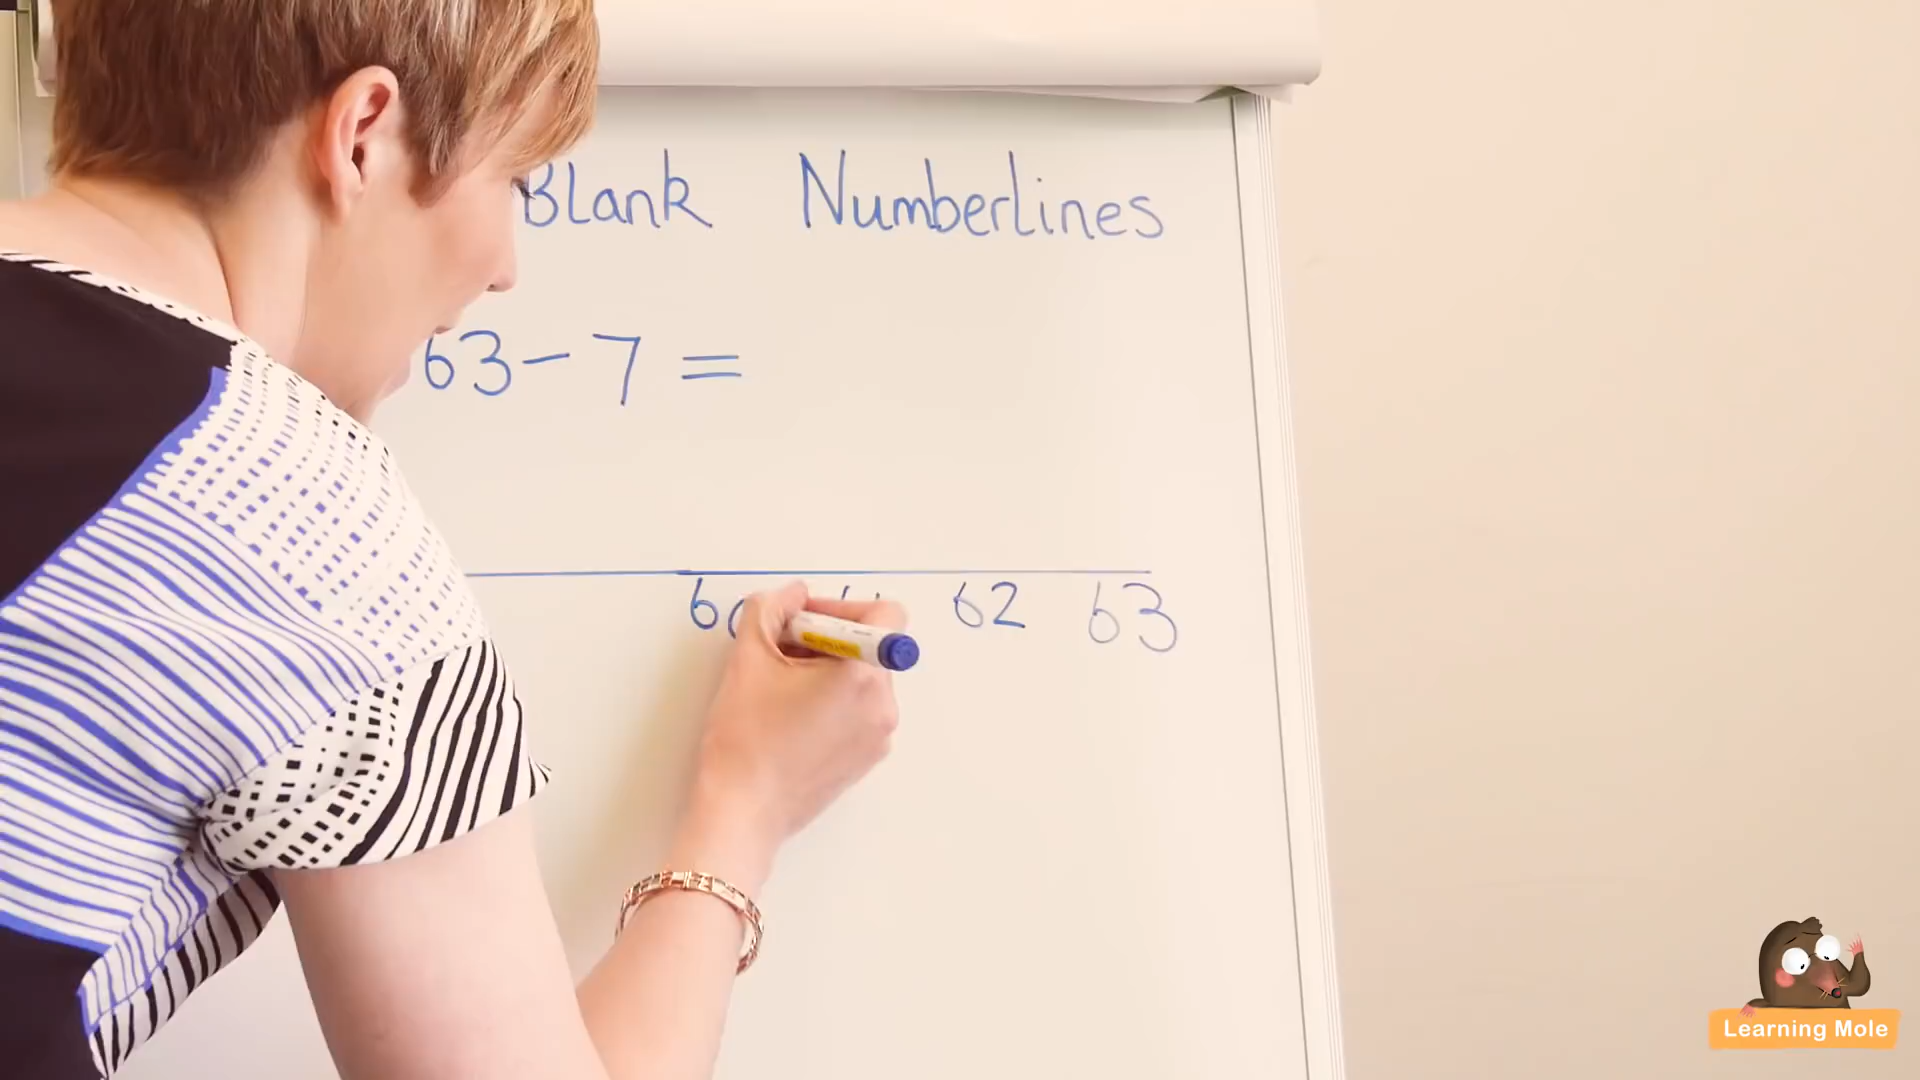 Blank Numberlines
63 - 7 =
62 63
Learning Mole